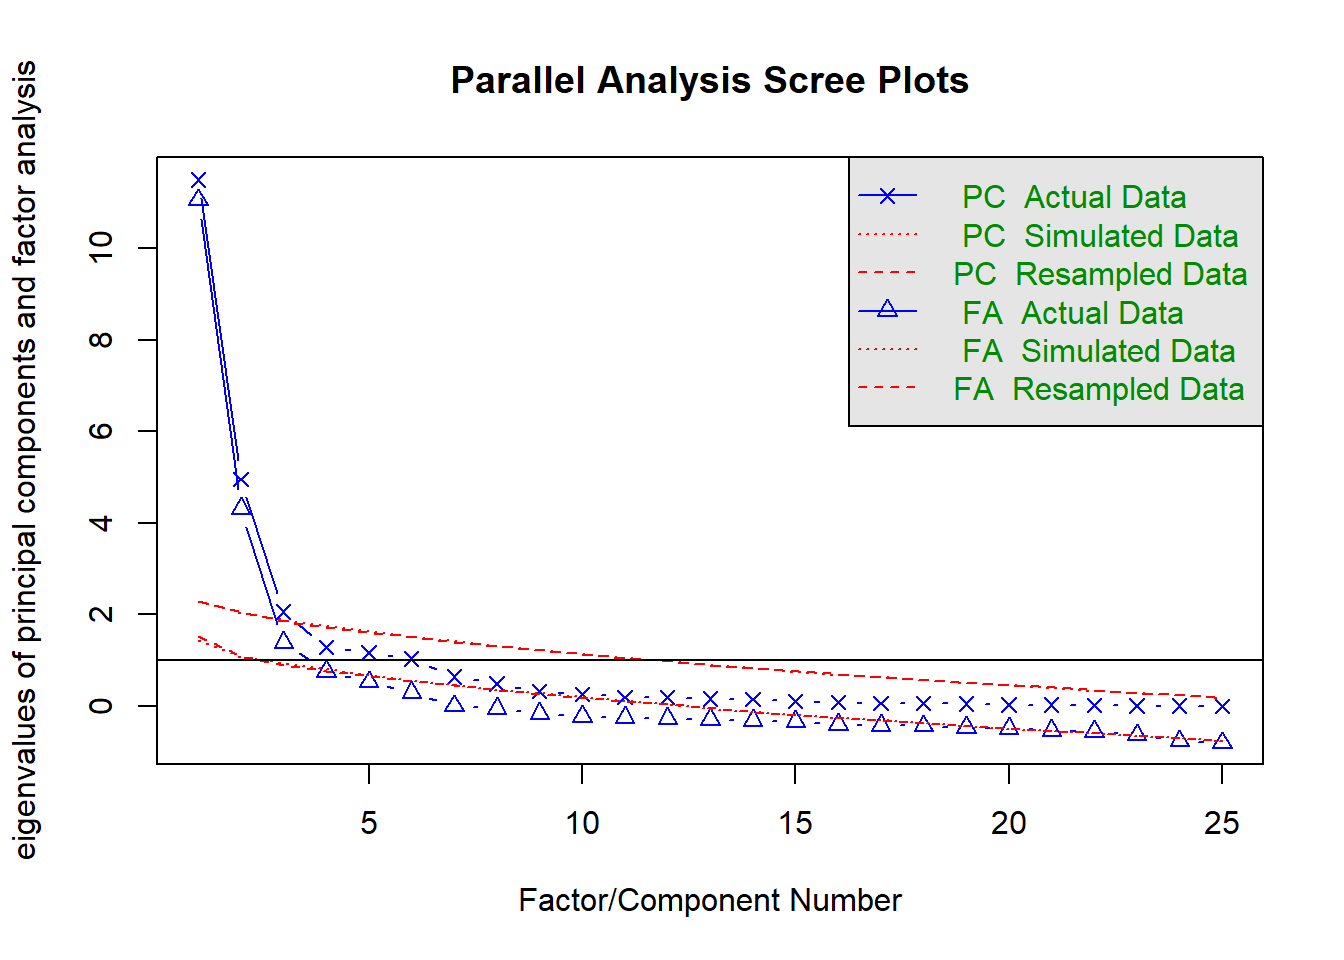 Parallel Analysis Scree Plots
eigenvalues of principal components and factor analysis
10
8
6
4
2
0
PC Actual Data
PC Simulated Data
PC Resampled Data
FA Actual Data
FA Simulated Data
FA Resampled Data
5 10 15 20 25
Factor/Component Number